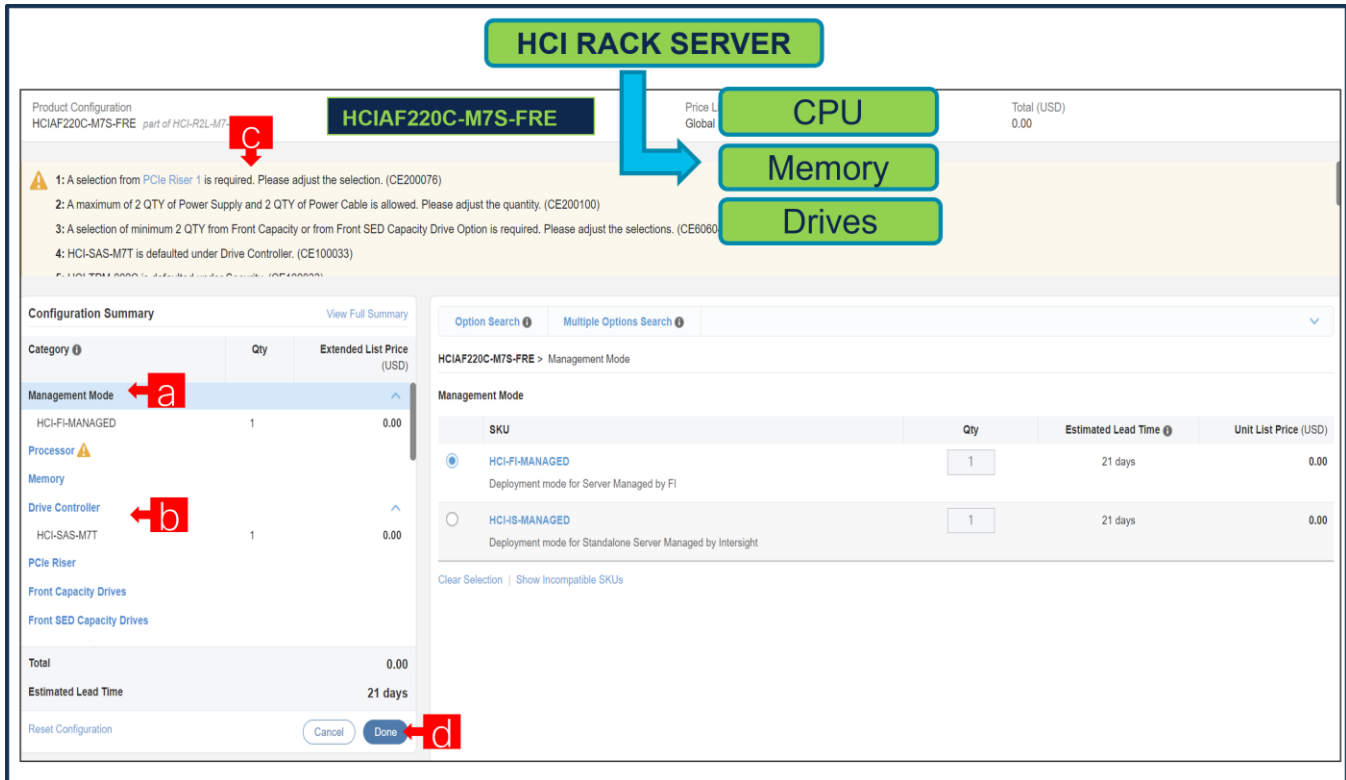 HCI RACK SERVER
Product Configuration
HCIAF220C-M7S-FRE part of HCI-R2L-M7-
HCIAF220C-M7S-FRE
Price L
Global
Total (USD)
0.00
CPU
Memory
Drives
c
1: A selection from PCIe Riser 1 is required. Please adjust the selection. (CE200076)
2: A maximum of 2 QTY of Power Supply and 2 QTY of Power Cable is allowed. Please adjust the quantity. (CE200100)
3: A selection of minimum 2 QTY from Front Capacity or from Front SED Capacity Drive Option is required. Please adjust the selections. (CE6060
4: HCI-SAS-M7T is defaulted under Drive Controller. (CE100033)
Configuration Summary View Full Summary
Category Qty Extended List Price (USD)
Management Mode a
HCI-FI-MANAGED 1 0.00
Processor
Memory
Drive Controller b
HCI-SAS-M7T 1 0.00
PCIe Riser
Front Capacity Drives
Front SED Capacity Drives
Total 0.00
Estimated Lead Time 21 days
Reset Configuration Cancel Done d
Option Search Multiple Options Search
HCIAF220C-M7S-FRE > Management Mode
Management Mode
SKU Qty Estimated Lead Time Unit List Price (USD)
HCI-FI-MANAGED 1 21 days 0.00
Deployment mode for Server Managed by FI
HCI-IS-MANAGED 1 21 days 0.00
Deployment mode for Standalone Server Managed by Intersight
Clear Selection | Show Incompatible SKUs